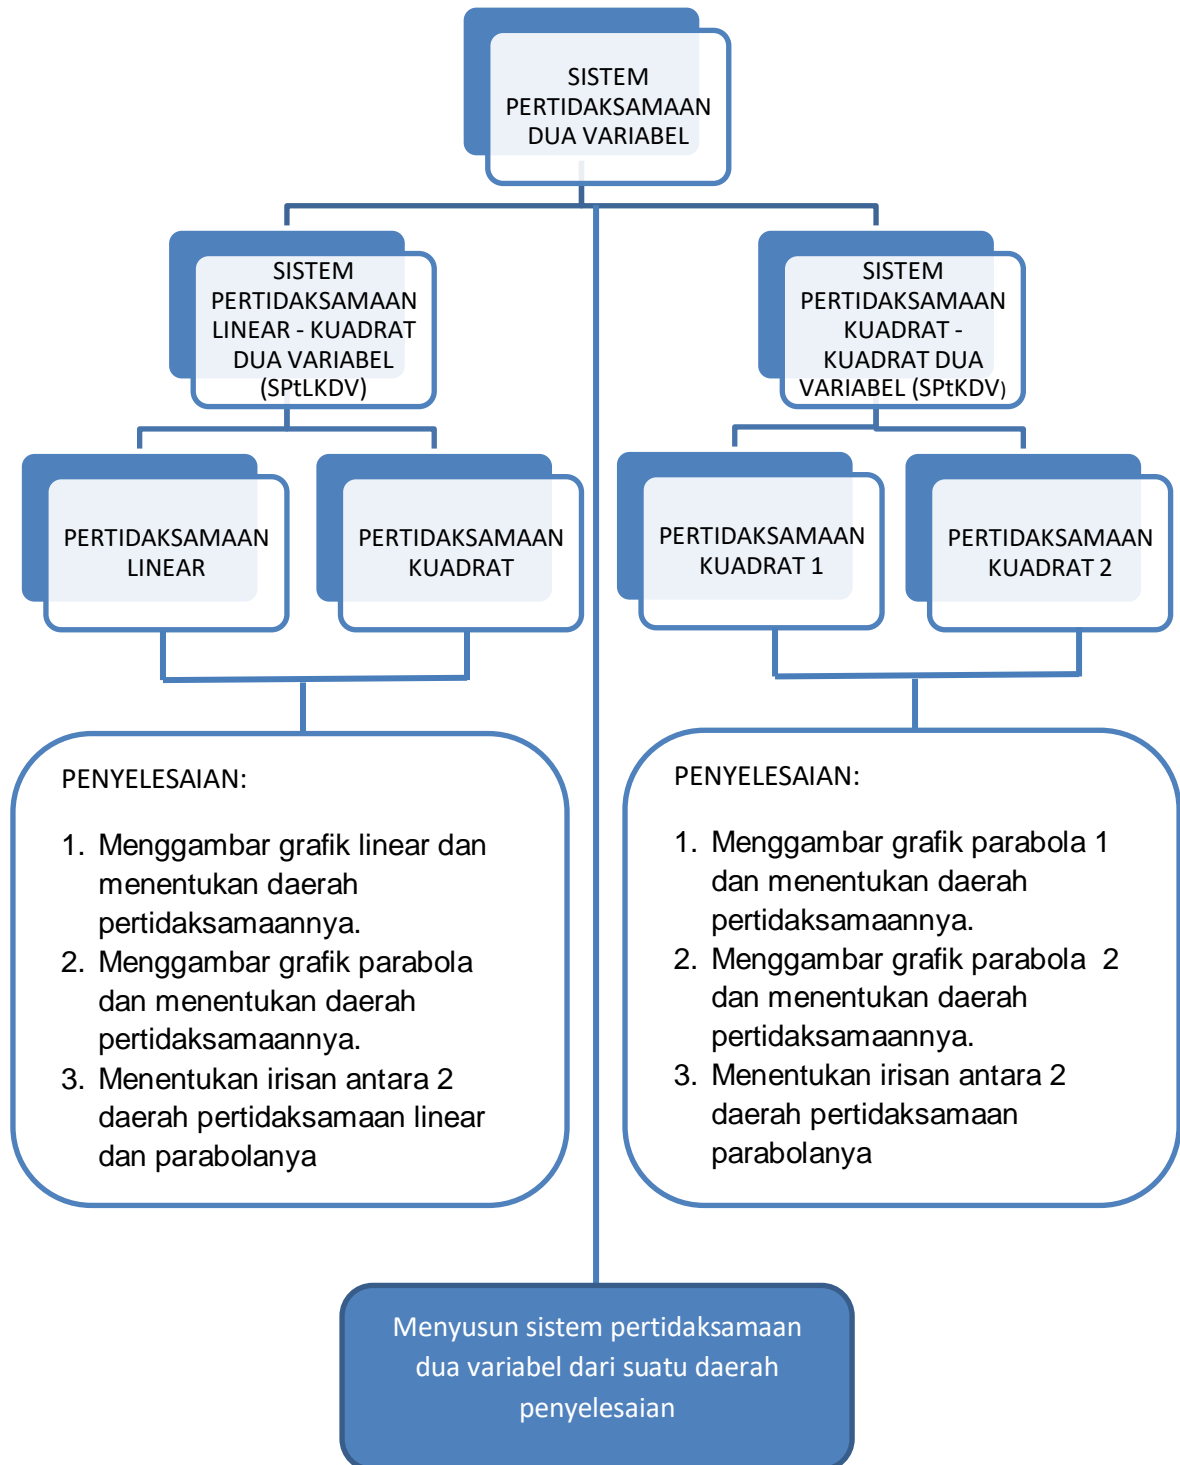 SISTEM
PERTIDAKSAMAAN
DUA VARIABEL
SISTEM
PERTIDAKSAMAAN
LINEAR - KUADRAT
DUA VARIABEL
(SPtLKDV)
SISTEM
PERTIDAKSAMAAN
KUADRAT -
KUADRAT DUA
VARIABEL (SPtKDV)
PERTIDAKSAMAAN
LINEAR
PERTIDAKSAMAAN
KUADRAT
PERTIDAKSAMAAN
KUADRAT 1
PERTIDAKSAMAAN
KUADRAT 2
PENYELESAIAN:
1. Menggambar grafik linear dan
menentukan daerah
pertidaksamaannya.
2. Menggambar grafik parabola
dan menentukan daerah
pertidaksamaannya.
3. Menentukan irisan antara 2
daerah pertidaksamaan linear
dan parabolanya
PENYELESAIAN:
1. Menggambar grafik parabola 1
dan menentukan daerah
pertidaksamaannya.
2. Menggambar grafik parabola 2
dan menentukan daerah
pertidaksamaannya.
3. Menentukan irisan antara 2
daerah pertidaksamaan
parabolanya
Menyusun sistem pertidaksamaan
dua variabel dari suatu daerah
penyelesaian